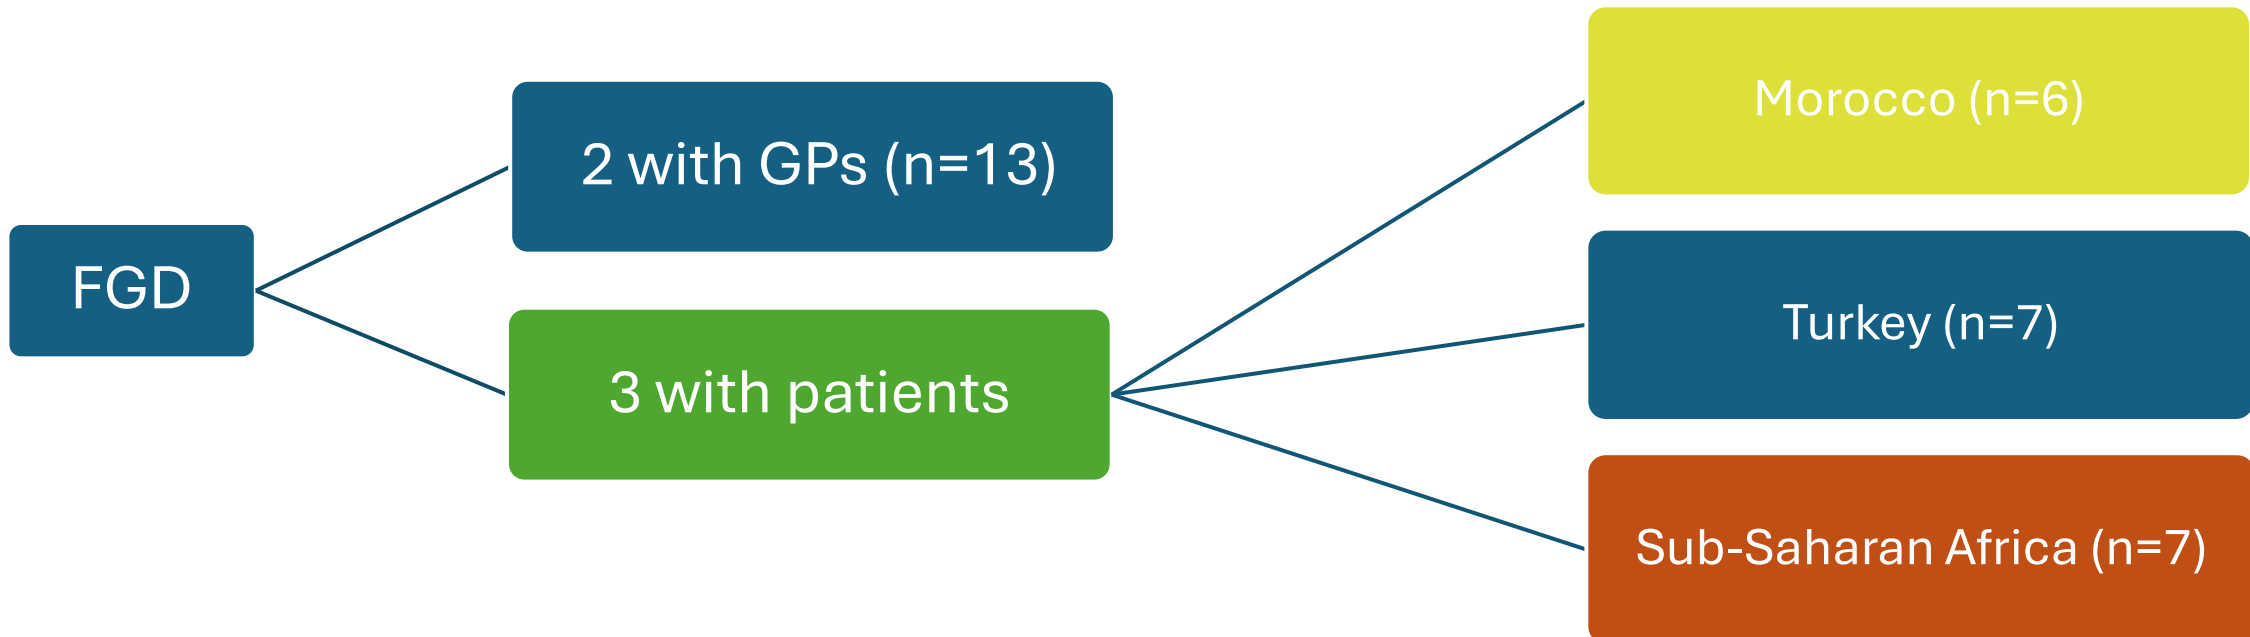 FGD
2 with GPs (n=13)
3 with patients
Morocco (n=6)
Turkey (n=7)
Sub-Saharan Africa (n=7)